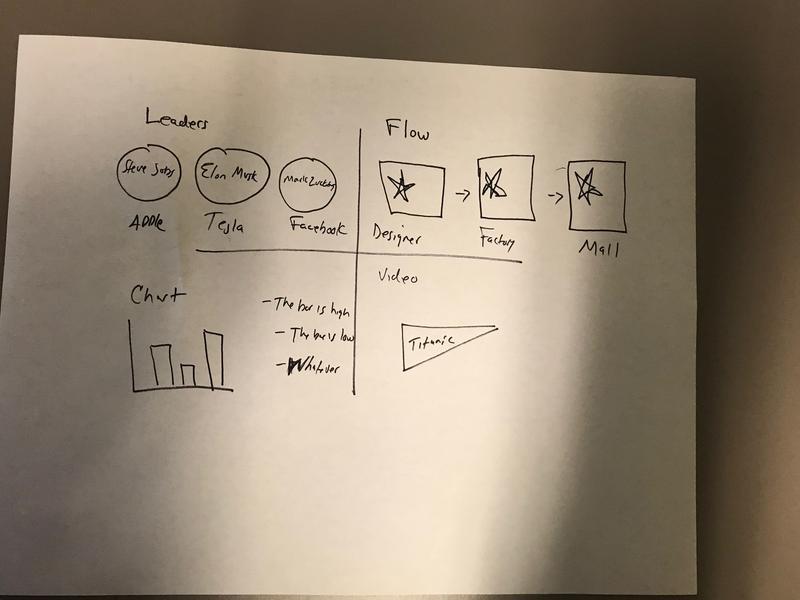 Leaders
Steve Jobs
Elon Musk
Mark Zuckbg
Apple
Tesla
Facebook
Flow
Designer
Factory
Mall
Chart
- The bar is high
- The bar is low
- Whatever
Video
Titanic